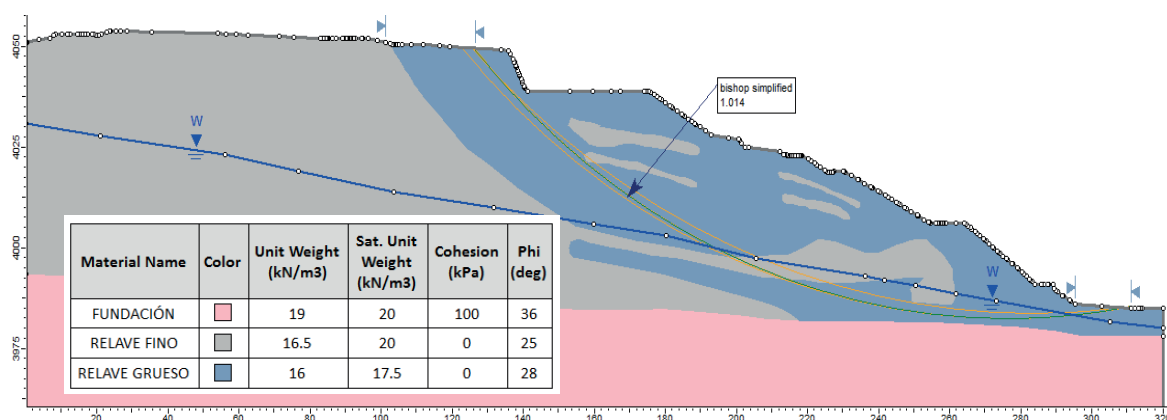 4050
4025
4000
3975
W
bishop simplified
1.014
W
Material Name Color Unit Weight (kN/m3) Sat. Unit Weight (kN/m3) Cohesion (kPa) Phi (deg)
FUNDACIÓN 19 20 100 36
RELAVE FINO 16.5 20 0 25
RELAVE GRUESO 16 17.5 0 28
20 40 60 80 100 120 140 160 180 200 220 240 260 280 300 320